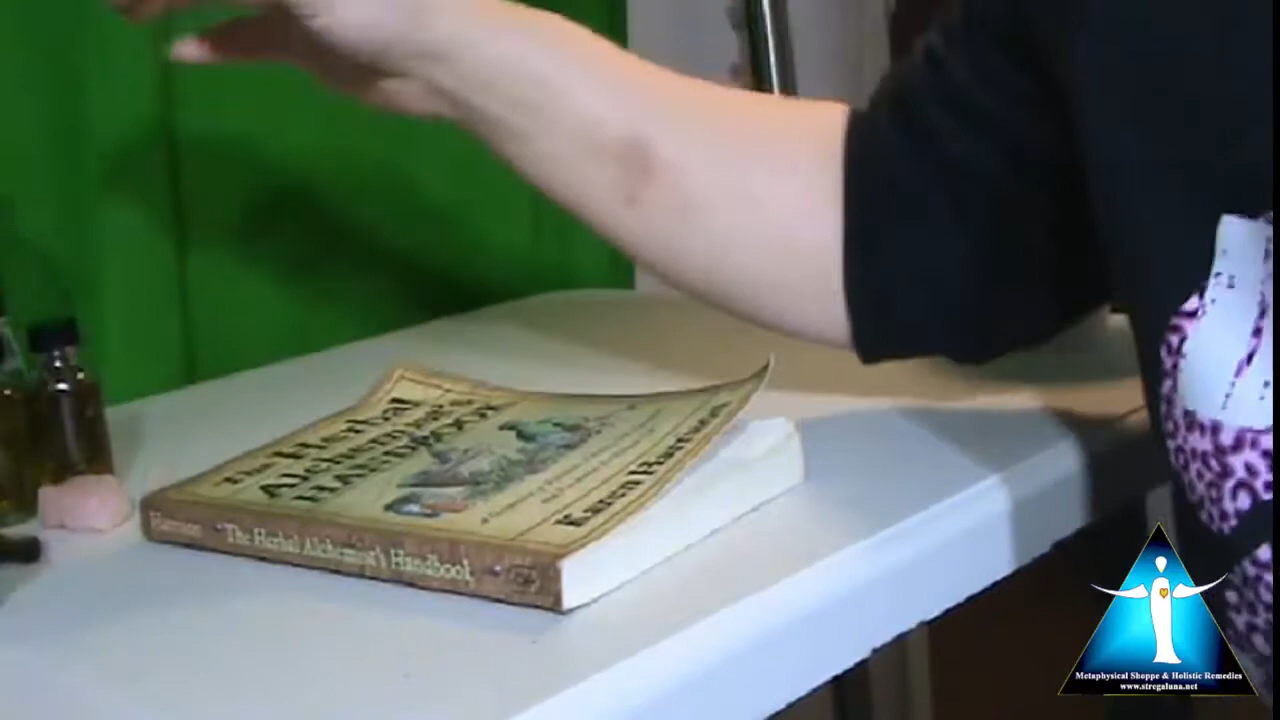 The Herbal
Alchemist's
HANDBOOK
Karen Harrison
Harrison The Herbal Alchemist's Handbook
Metaphysical Shoppe & Holistic Remedies
www.stregaluna.net